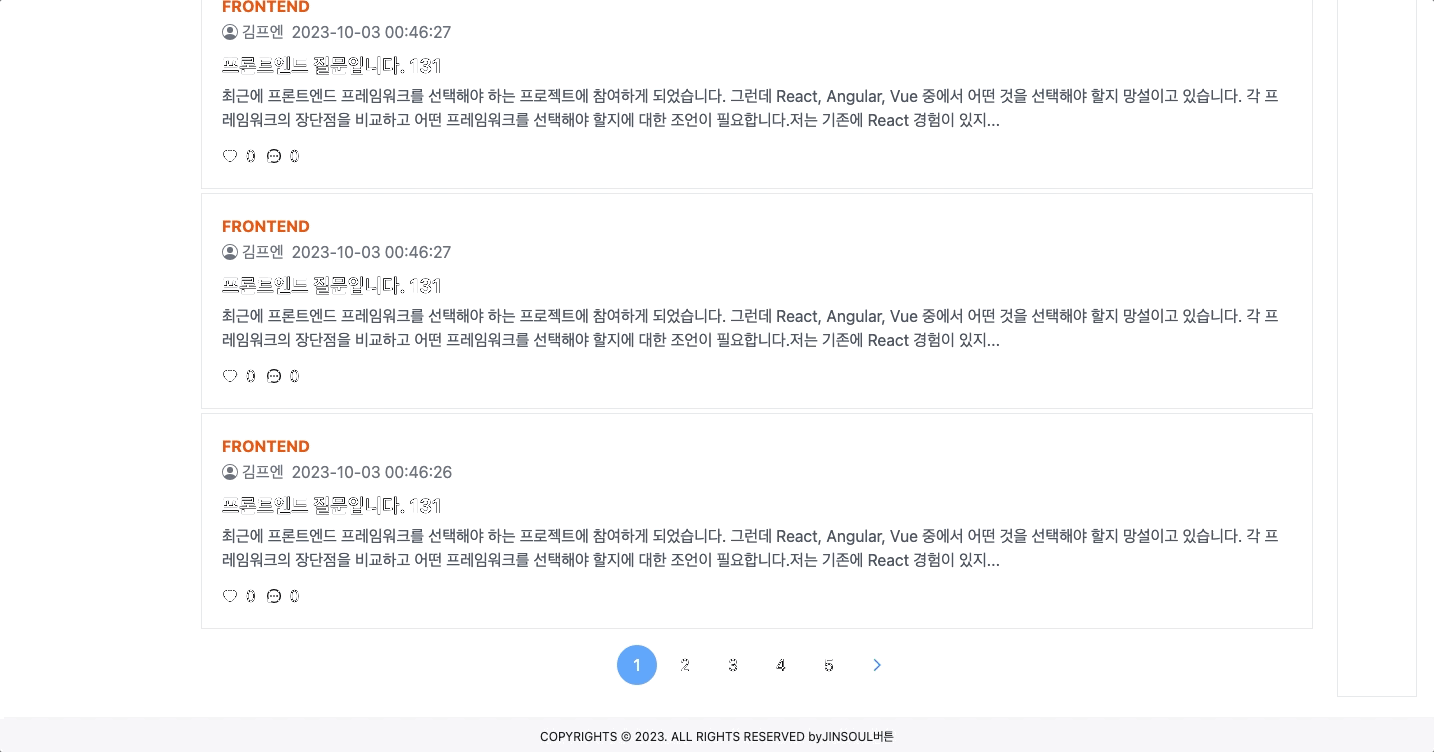 FRONTEND
김프엔 2023-10-03 00:46:27
프론트엔드 질문입니다. 131
최근에 프론트엔드 프레임워크를 선택해야 하는 프로젝트에 참여하게 되었습니다. 그런데 React, Angular, Vue 중에서 어떤 것을 선택해야 할지 망설이고 있습니다. 각 프
레임워크의 장단점을 비교하고 어떤 프레임워크를 선택해야 할지에 대한 조언이 필요합니다.저는 기존에 React 경험이 있지...
0 0
FRONTEND
김프엔 2023-10-03 00:46:27
프론트엔드 질문입니다. 131
최근에 프론트엔드 프레임워크를 선택해야 하는 프로젝트에 참여하게 되었습니다. 그런데 React, Angular, Vue 중에서 어떤 것을 선택해야 할지 망설이고 있습니다. 각 프
레임워크의 장단점을 비교하고 어떤 프레임워크를 선택해야 할지에 대한 조언이 필요합니다.저는 기존에 React 경험이 있지...
0 0
FRONTEND
김프엔 2023-10-03 00:46:26
프론트엔드 질문입니다. 131
최근에 프론트엔드 프레임워크를 선택해야 하는 프로젝트에 참여하게 되었습니다. 그런데 React, Angular, Vue 중에서 어떤 것을 선택해야 할지 망설이고 있습니다. 각 프
레임워크의 장단점을 비교하고 어떤 프레임워크를 선택해야 할지에 대한 조언이 필요합니다.저는 기존에 React 경험이 있지...
0 0
1 2 3 4 5 >
COPYRIGHTS © 2023. ALL RIGHTS RESERVED byJINSOUL버튼